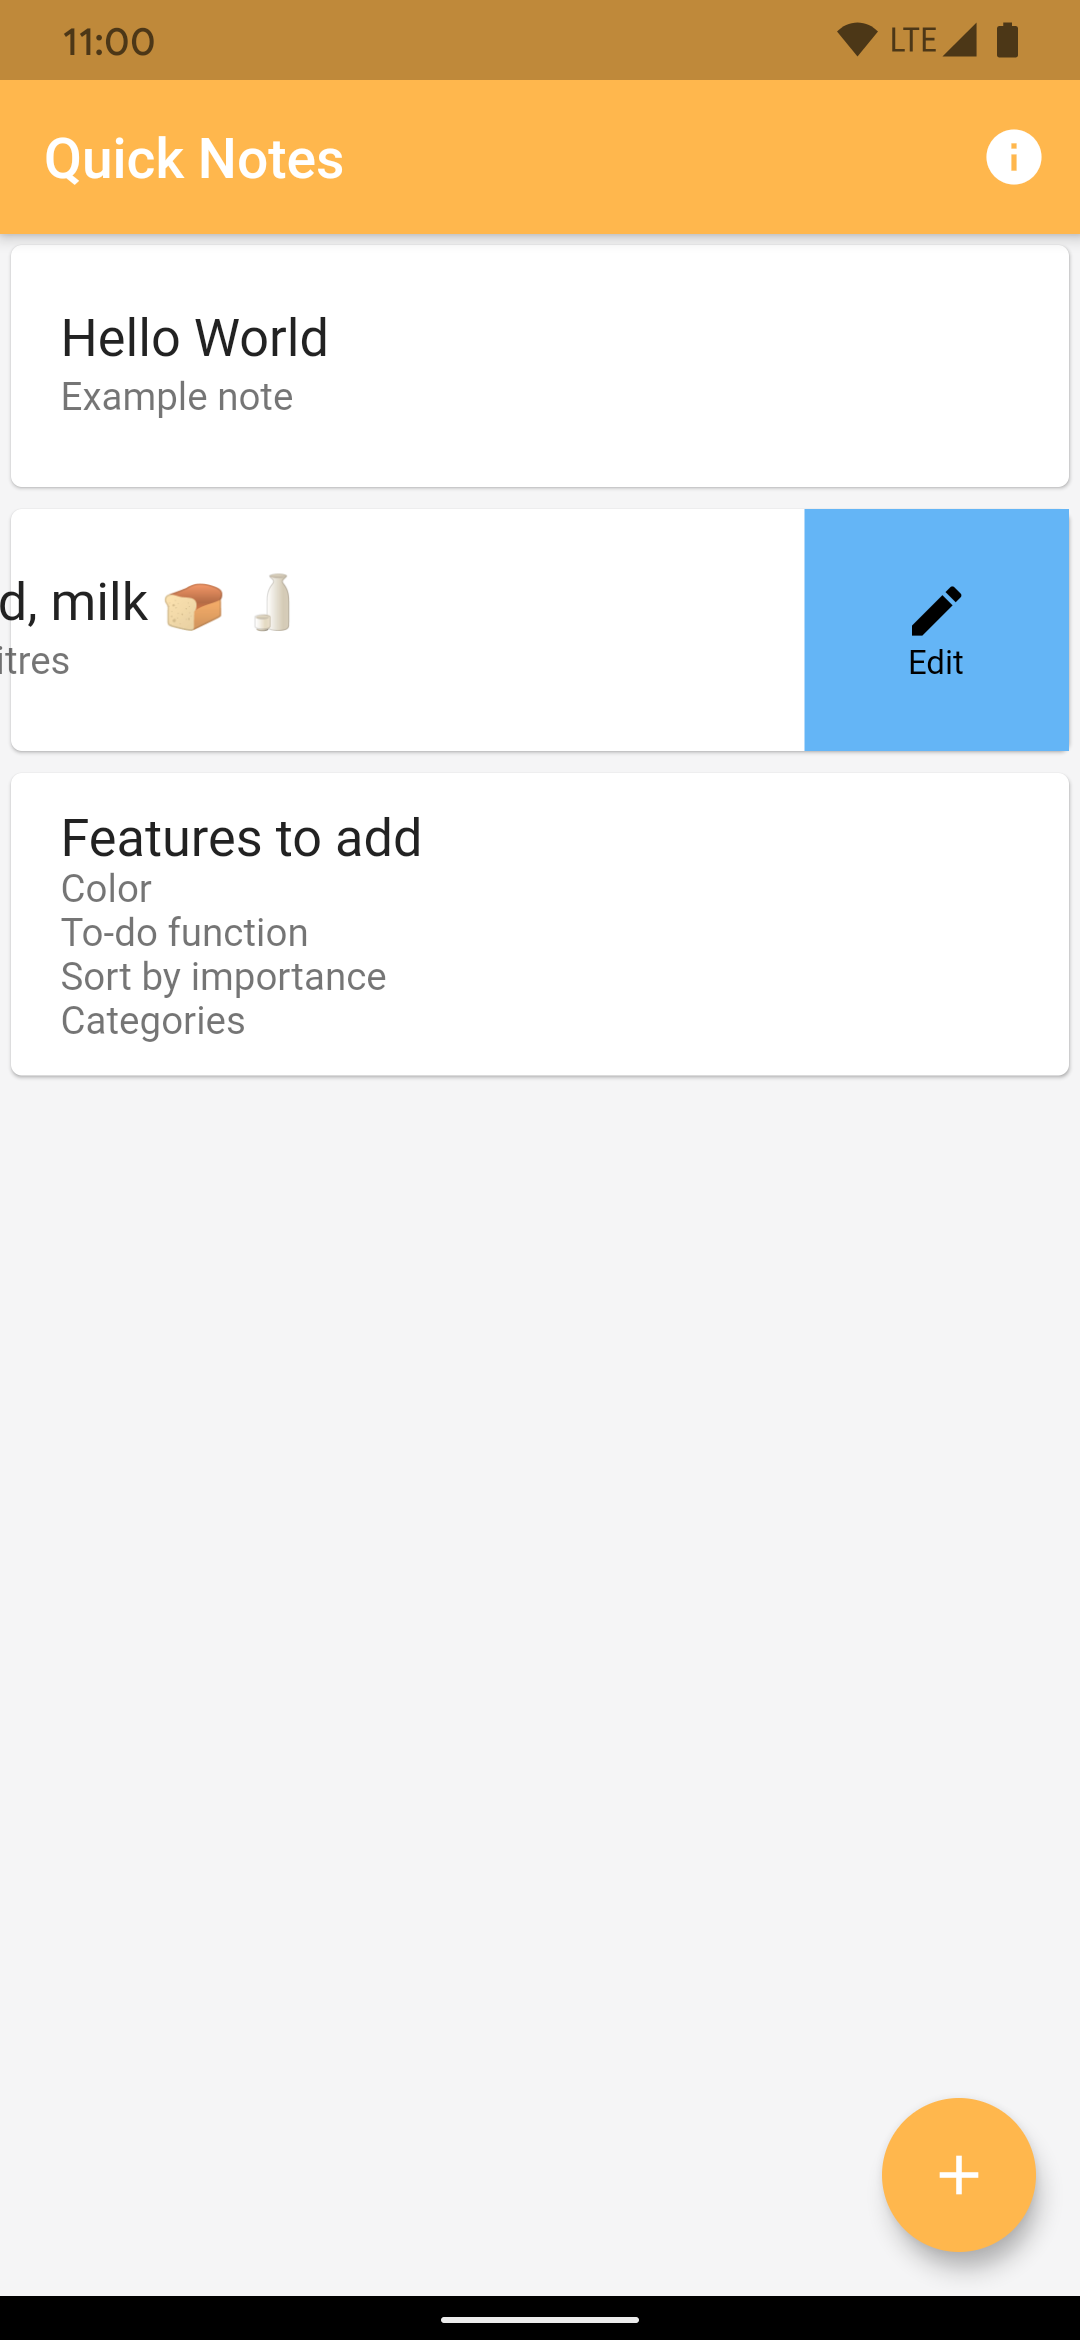 11:00
LTE
Quick Notes
Hello World
Example note
d, milk 🍞 🥛
itres
Edit
Features to add
Color
To-do function
Sort by importance
Categories